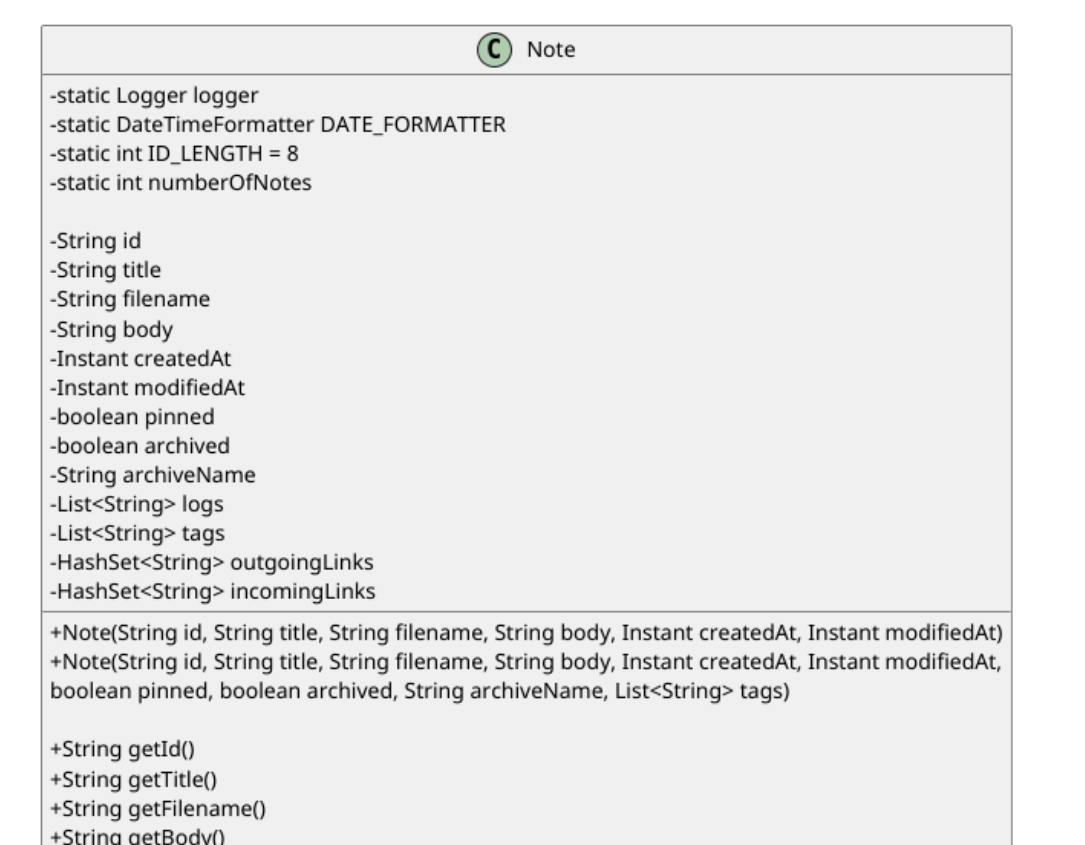 C Note
-static Logger logger
-static DateTimeFormatter DATE_FORMATTER
-static int ID_LENGTH = 8
-static int numberOfNotes
-String id
-String title
-String filename
-String body
-Instant createdAt
-Instant modifiedAt
-boolean pinned
-boolean archived
-String archiveName
-List<String> logs
-List<String> tags
-HashSet<String> outgoingLinks
-HashSet<String> incomingLinks
+Note(String id, String title, String filename, String body, Instant createdAt, Instant modifiedAt)
+Note(String id, String title, String filename, String body, Instant createdAt, Instant modifiedAt,
boolean pinned, boolean archived, String archiveName, List<String> tags)
+String getId()
+String getTitle()
+String getFilename()
+String getBody()